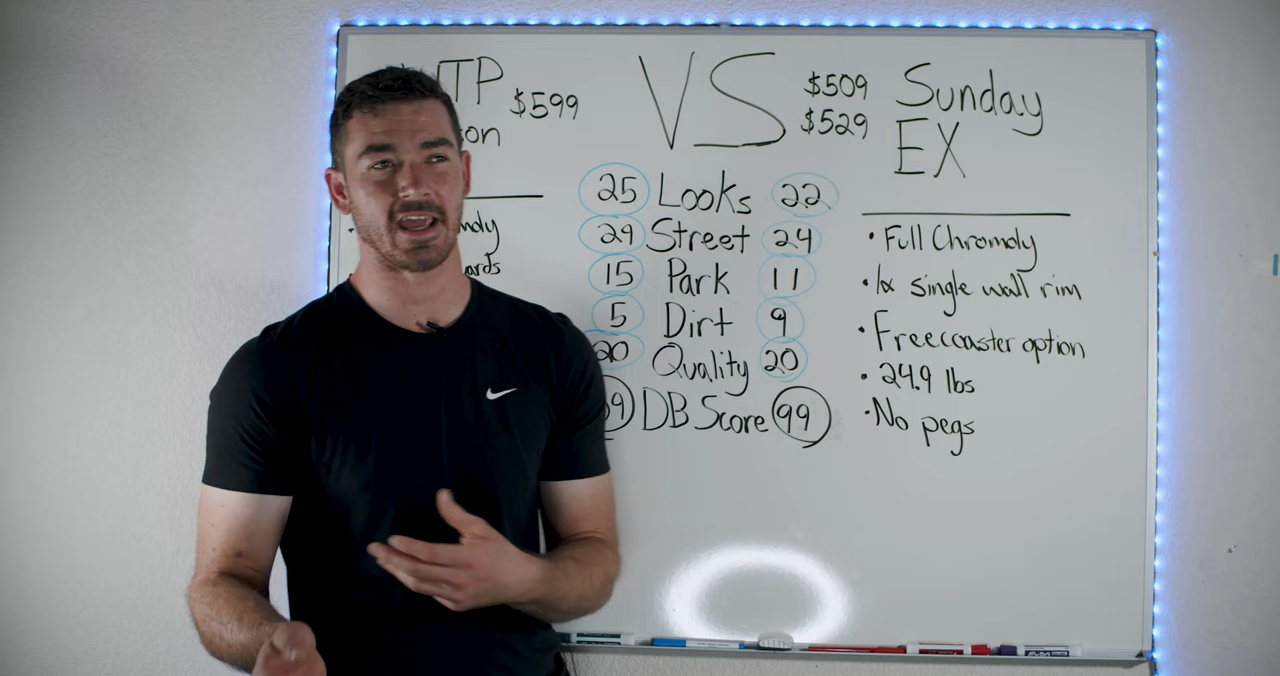 TP $599
on
VS
$509
$529
Sunday
EX
25 Looks 22
29 Street 24
15 Park 11
5 Dirt 9
20 Quality 20
9 DB Score 99
• Full Chromoly
• 1x single wall rim
• Freecoaster option
• 24.9 lbs
• No pegs